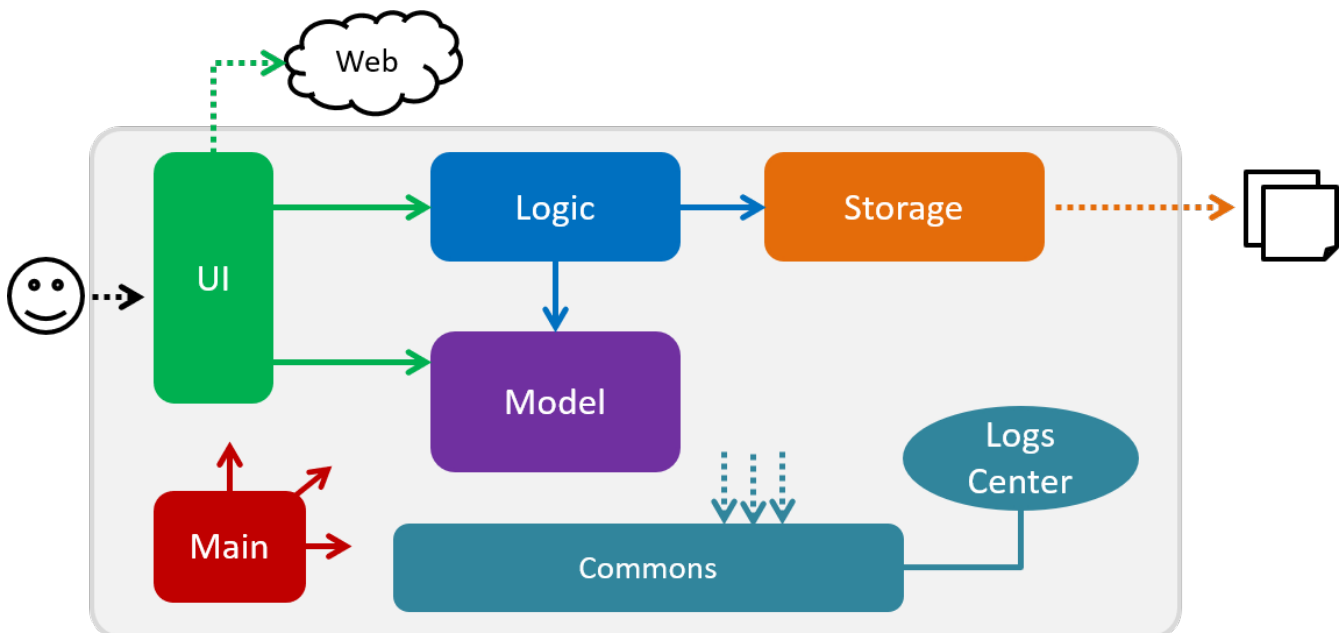 Web
UI
Logic
Storage
Model
Logs
Center
Main
Commons